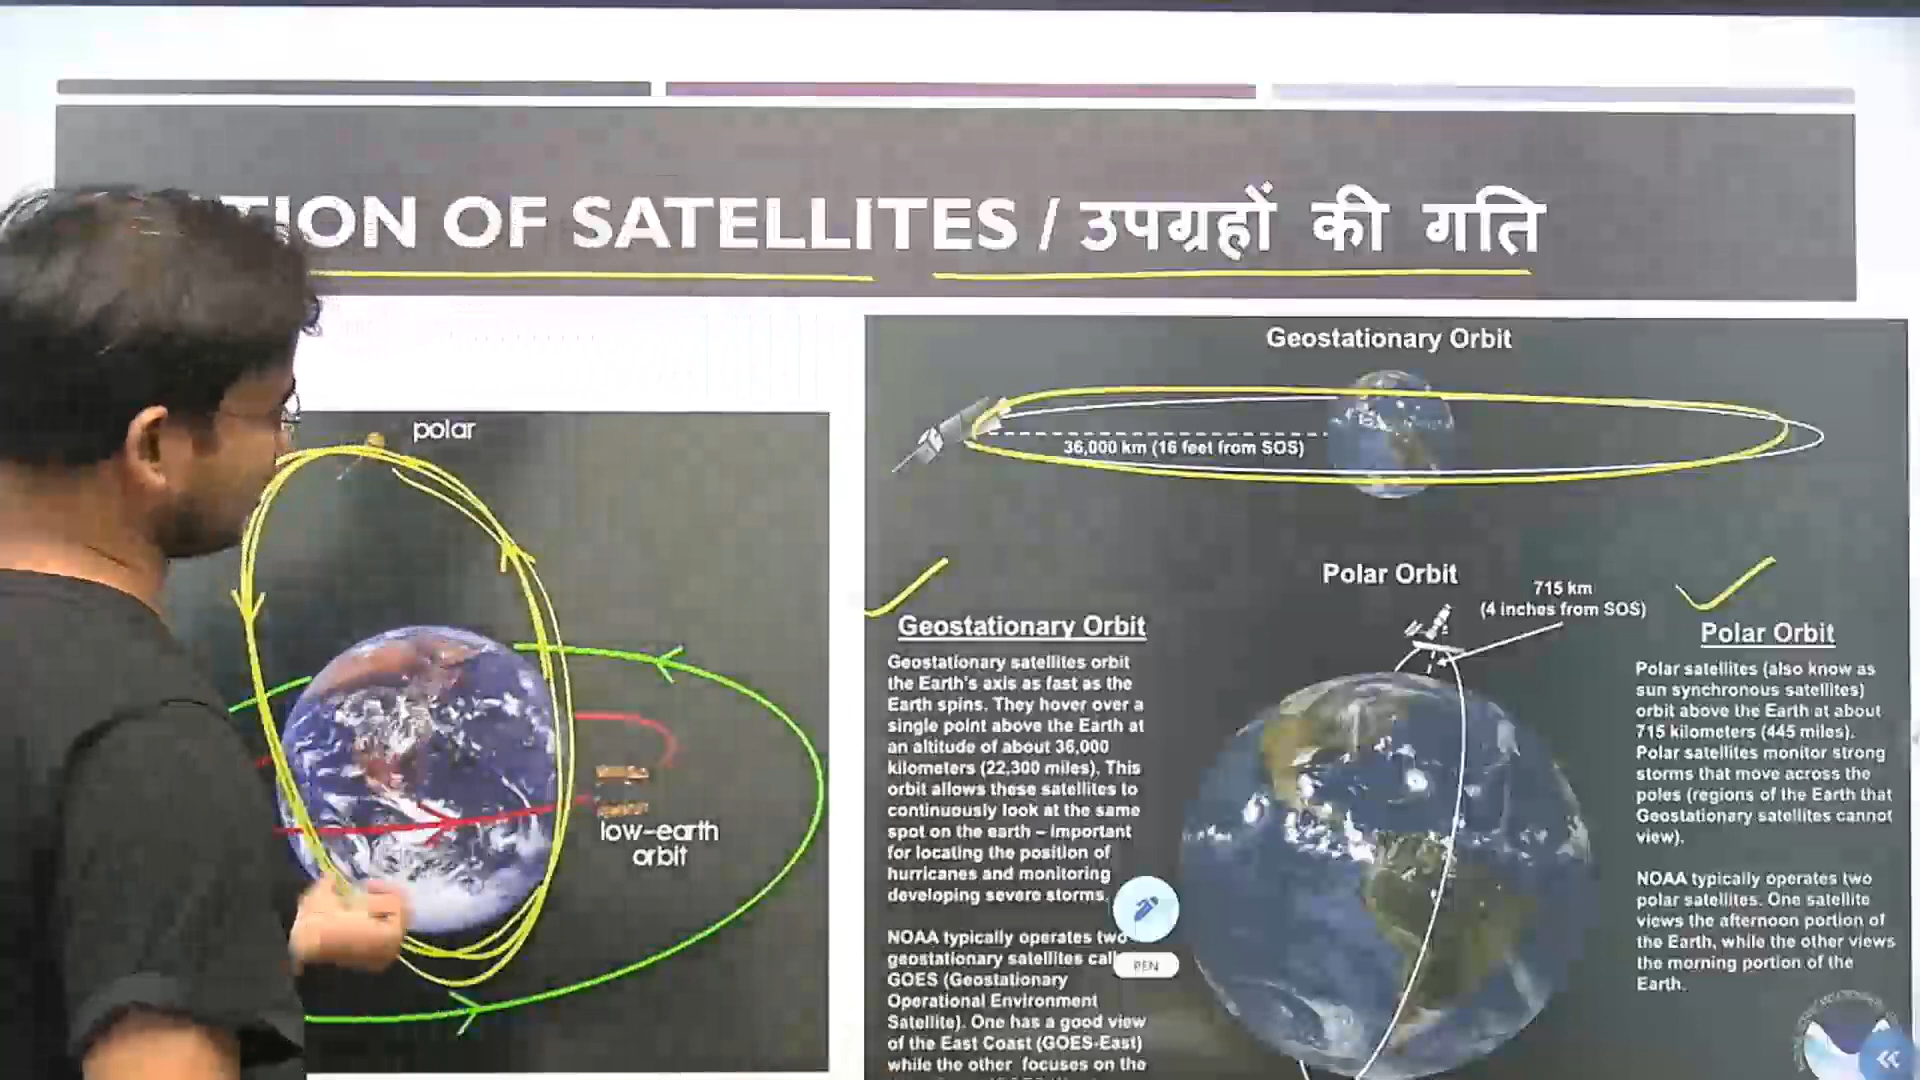 TION OF SATELLITES / उपग्रहों की गति
polar
low-earth
orbit
Geostationary Orbit
36,000 km (16 feet from SOS)
Polar Orbit
715 km
(4 inches from SOS)
Geostationary Orbit
Geostationary satellites orbit
the Earth's axis as fast as the
Earth spins. They hover over a
single point above the Earth at
an altitude of about 36,000
kilometers (22,300 miles). This
orbit allows these satellites to
continuously look at the same
spot on the earth – important
for locating the position of
hurricanes and monitoring
developing severe storms.
NOAA typically operates two
geostationary satellites call
GOES (Geostationary
Operational Environment
Satellite). One has a good view
of the East Coast (GOES-East)
while the other focuses on the
PEN
Polar Orbit
Polar satellites (also know as
sun synchronous satellites)
orbit above the Earth at about
715 kilometers (445 miles).
Polar satellites monitor strong
storms that move across the
poles (regions of the Earth that
Geostationary satellites cannot
view).
NOAA typically operates two
polar satellites. One satellite
views the afternoon portion of
the Earth, while the other views
the morning portion of the
Earth.